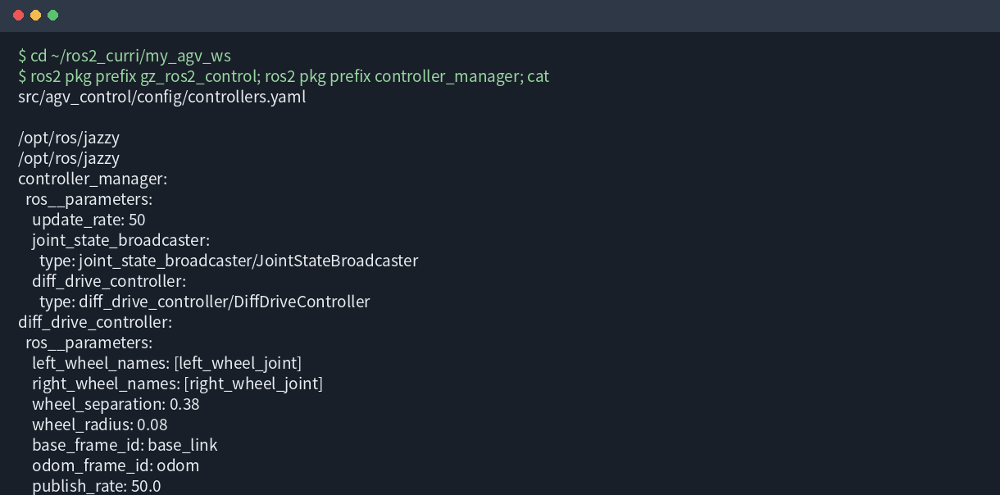 $ cd ~/ros2_curri/my_agv_ws
$ ros2 pkg prefix gz_ros2_control; ros2 pkg prefix controller_manager; cat
src/agv_control/config/controllers.yaml
/opt/ros/jazzy
/opt/ros/jazzy
controller_manager:
  ros__parameters:
    update_rate: 50
    joint_state_broadcaster:
      type: joint_state_broadcaster/JointStateBroadcaster
    diff_drive_controller:
      type: diff_drive_controller/DiffDriveController
diff_drive_controller:
  ros__parameters:
    left_wheel_names: [left_wheel_joint]
    right_wheel_names: [right_wheel_joint]
    wheel_separation: 0.38
    wheel_radius: 0.08
    base_frame_id: base_link
    odom_frame_id: odom
    publish_rate: 50.0